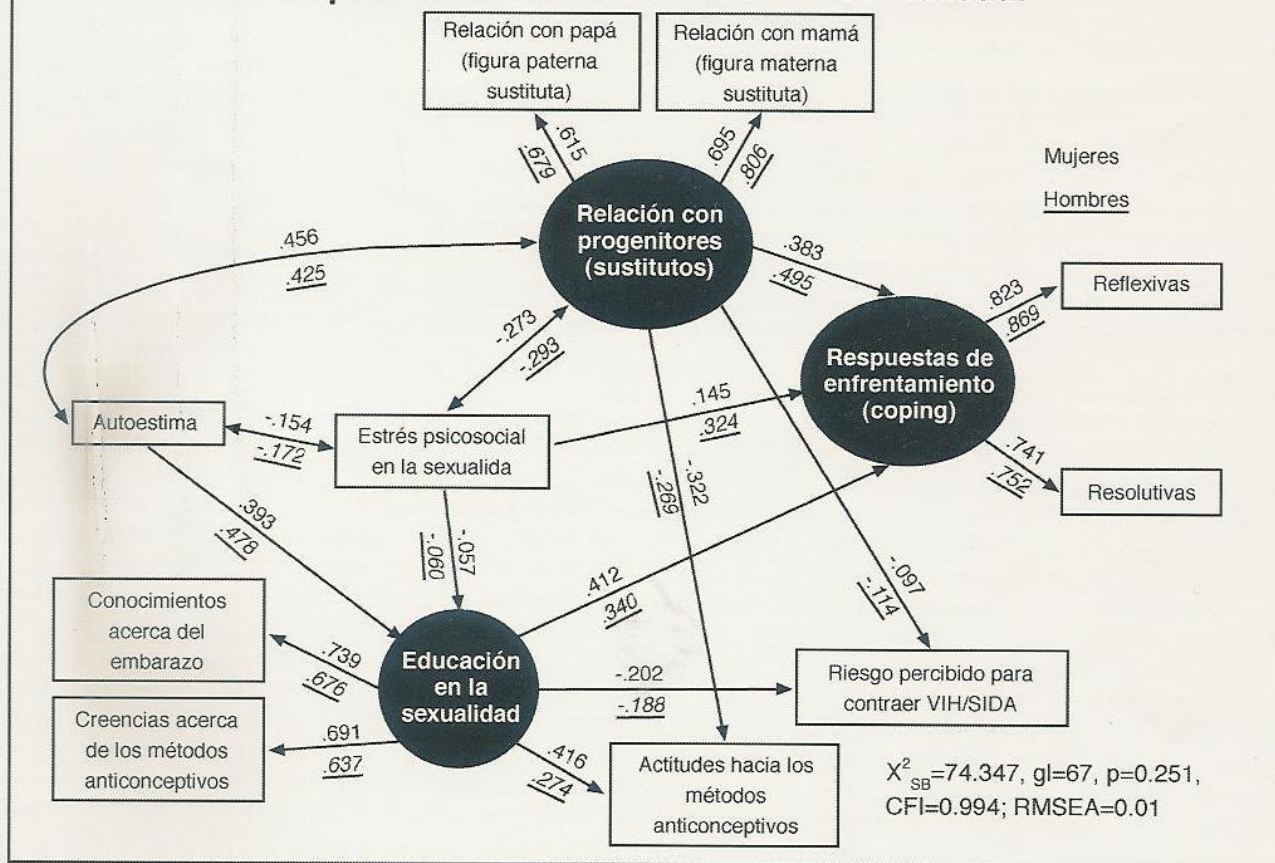 Relación con papá
(figura paterna
sustituta)
Relación con mamá
(figura materna
sustituta)
.615
.679
.695
.806
Mujeres
Hombres
Relación con
progenitores
(sustitutos)
.456
.425
.383
.495
-.273
-.293
.823
.869
Reflexivas
Respuestas de
enfrentamiento
(coping)
.741
.752
Resolutivas
Autoestima
-.154
-.172
Estrés psicosocial
en la sexualida
.145
.324
-.322
-.269
.393
.478
-.057
-.060
.412
.340
-.097
-.114
Conocimientos
acerca del
embarazo
.739
.676
Educación
en la
sexualidad
-.202
-.188
Riesgo percibido para
contraer VIH/SIDA
Creencias acerca
de los métodos
anticonceptivos
.691
.637
.416
.274
Actitudes hacia los
métodos
anticonceptivos
X²SB=74.347, gl=67, p=0.251,
CFI=0.994; RMSEA=0.01